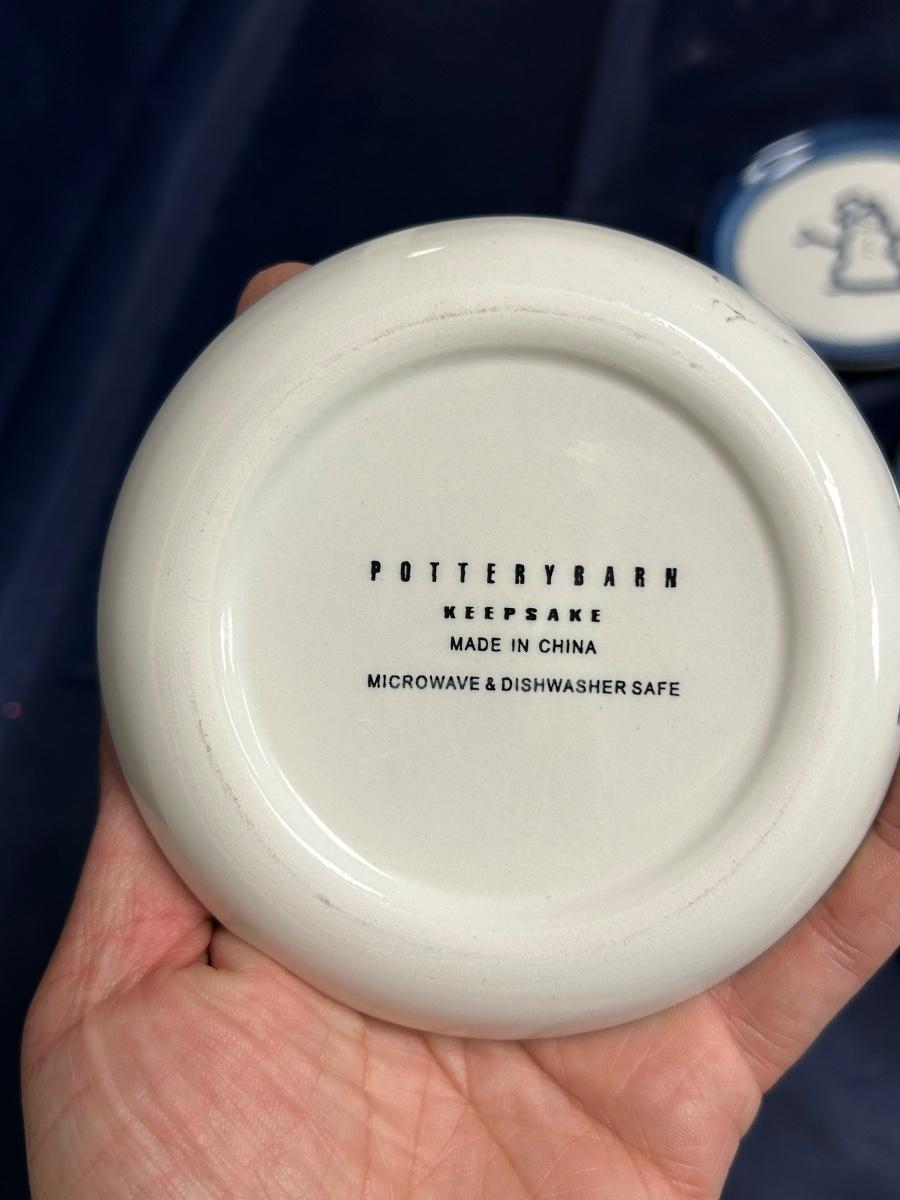 POTTERYBARN
KEEPSAKE
MADE IN CHINA
MICROWAVE & DISHWASHER SAFE